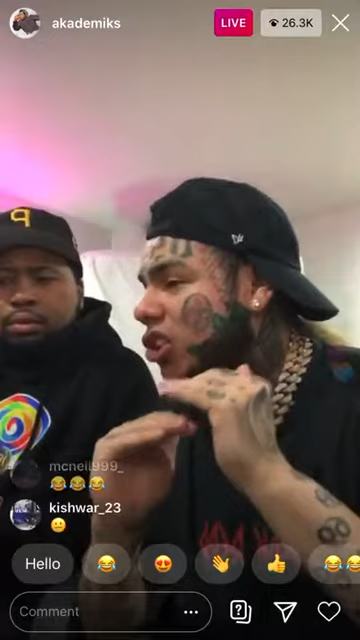 akademiks
LIVE
26.3K
P
mcneil999_
😂😂😂
kishwar_23
😐
Hello
😂
😍
👋
👍
😂😂
Comment